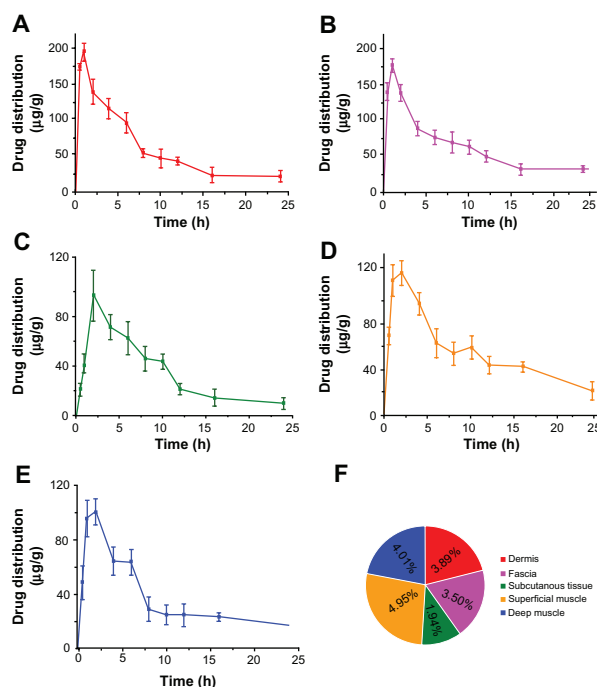 A
Drug distribution
(µg/g)
200
150
100
50
0
0
5
10
15
20
25
Time (h)
B
Drug distribution
(µg/g)
200
150
100
50
0
0
5
10
15
20
25
Time (h)
C
Drug distribution
(µg/g)
120
80
40
0
0
5
10
15
20
25
Time (h)
D
Drug distribution
(µg/g)
120
80
40
0
0
5
10
15
20
25
Time (h)
E
Drug distribution
(µg/g)
120
80
40
0
0
5
10
15
20
25
Time (h)
F
4.01%
3.89%
3.50%
1.94%
4.95%
Dermis
Fascia
Subcutanous tissue
Superficial muscle
Deep muscle